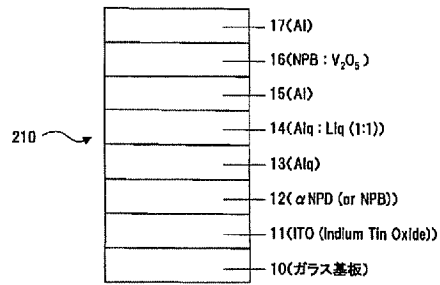 17(Al)
16(NPB : V₂O₅)
15(Al)
14(Alq : Liq (1:1))
210
13(Alq)
12(αNPD (or NPB))
11(ITO (Indium Tin Oxide))
10(ガラス基板)